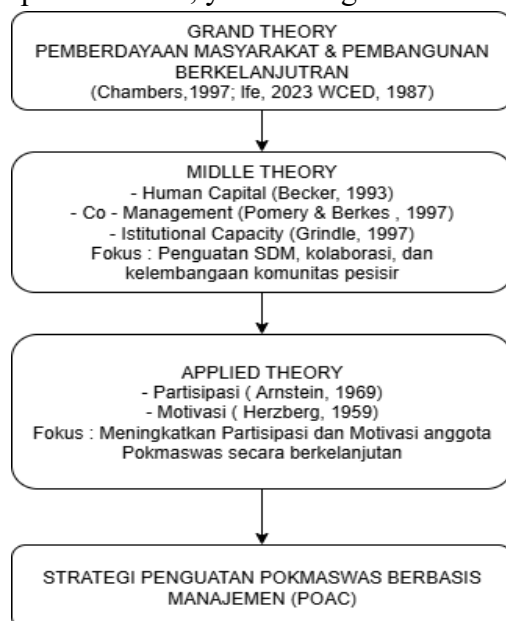 GRAND THEORY
PEMBERDAYAAN MASYARAKAT & PEMBANGUNAN
BERKELANJUTRAN
(Chambers,1997; Ife, 2023 WCED, 1987)
MIDLLE THEORY
- Human Capital (Becker, 1993)
- Co - Management (Pomery & Berkes , 1997)
- Istitutional Capacity (Grindle, 1997)
Fokus : Penguatan SDM, kolaborasi, dan
kelembangaan komunitas pesisir
APPLIED THEORY
- Partisipasi ( Arnstein, 1969)
- Motivasi ( Herzberg, 1959)
Fokus : Meningkatkan Partisipasi dan Motivasi anggota
Pokmaswas secara berkelanjutan
STRATEGI PENGUATAN POKMASWAS BERBASIS
MANAJEMEN (POAC)